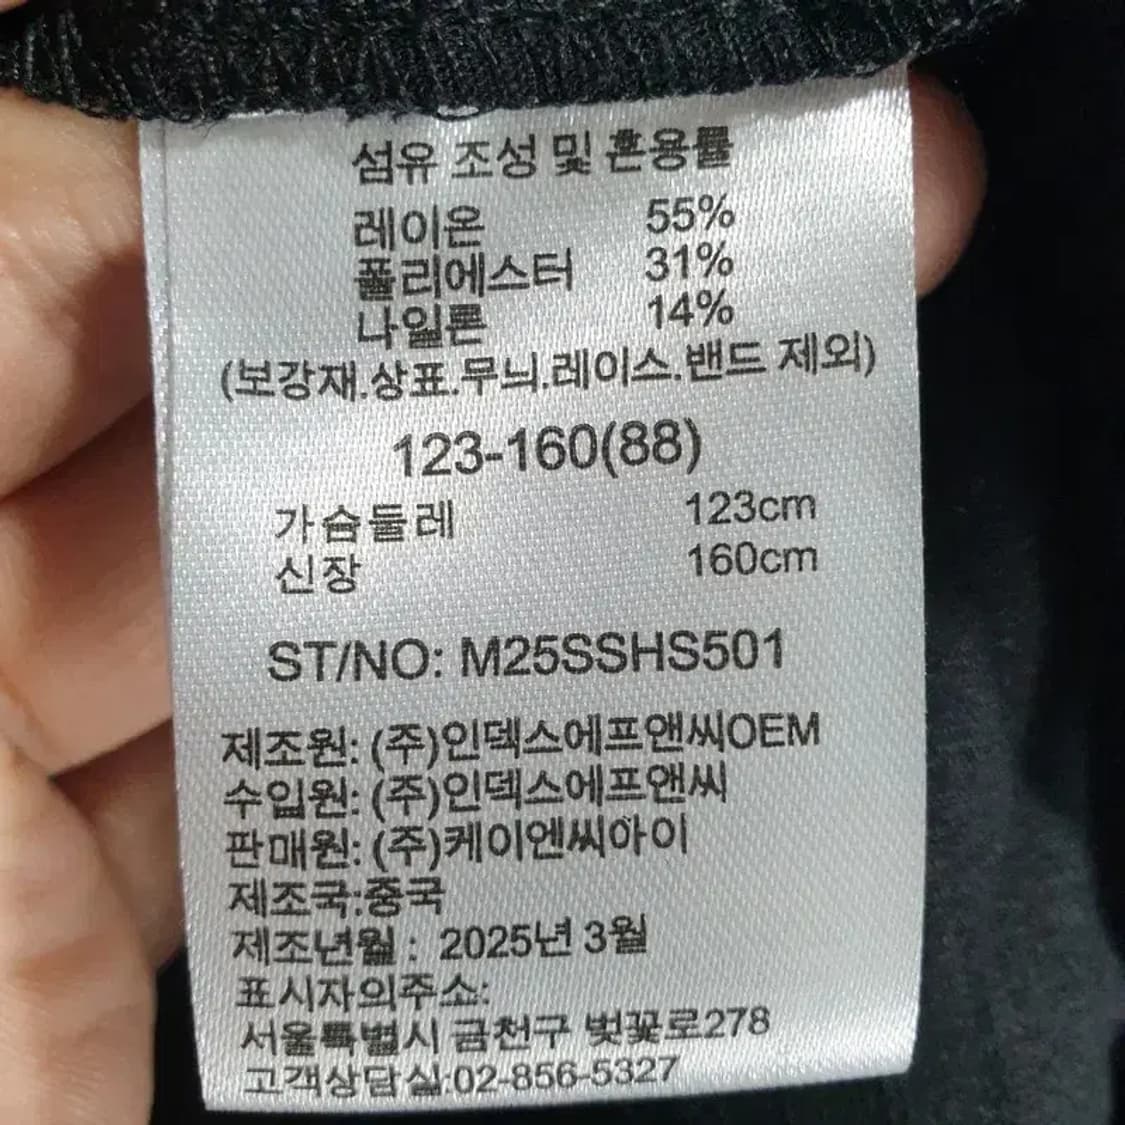 섬유 조성 및 혼용률
레이온 55%
폴리에스터 31%
나일론 14%
(보강재.상표.무늬.레이스.밴드 제외)
123-160(88)
가슴둘레 123cm
신장 160cm
ST/NO: M25SSHS501
제조원: (주)인덱스에프앤씨OEM
수입원: (주)인덱스에프앤씨
판매원: (주)케이엔씨아이
제조국:중국
제조년월 : 2025년 3월
표시자의주소:
서울특별시 금천구 벚꽃로278
고객상담실:02-856-5327